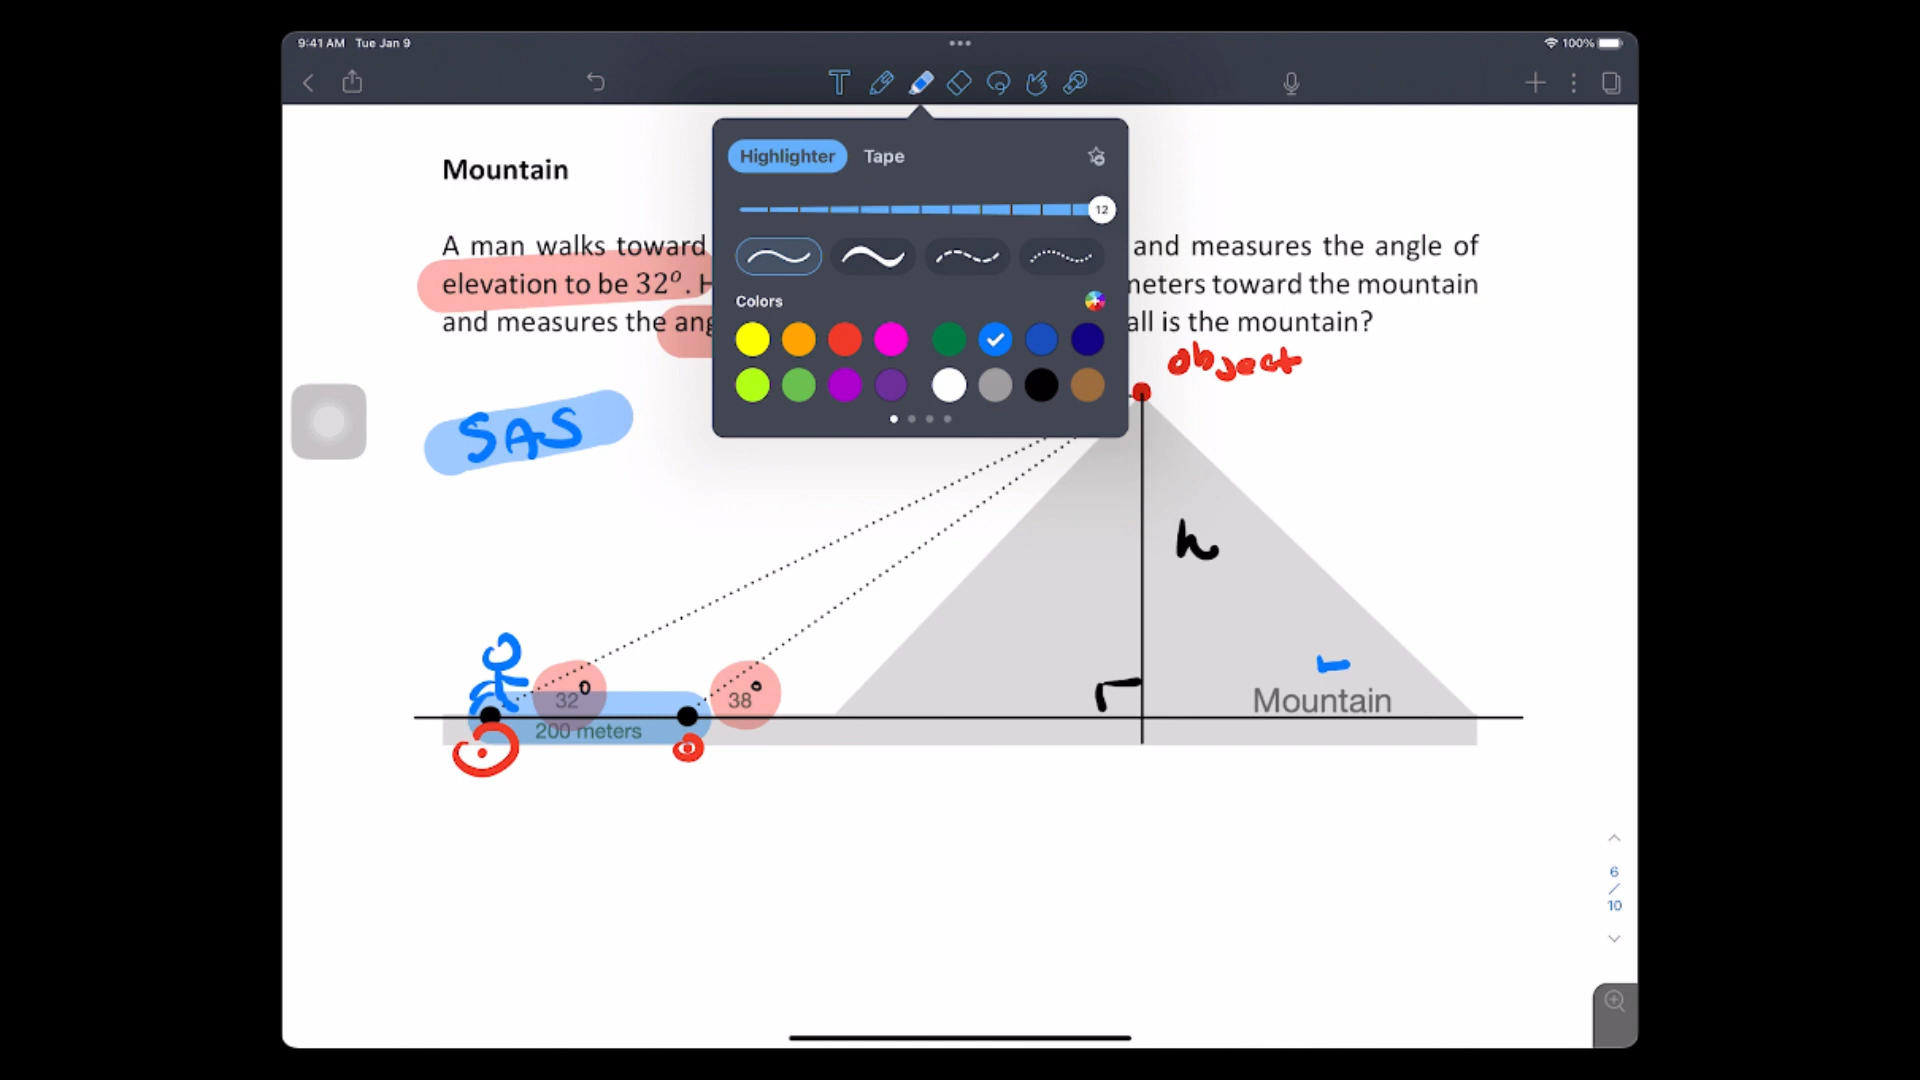 9:41 AM Tue Jan 9
100%
Highlighter Tape
12
Colors
Mountain
A man walks toward and measures the angle of
elevation to be 32º. H neters toward the mountain
and measures the ang all is the mountain?
object
SAS
h
32° 38°
Mountain
200 meters
6
/
10